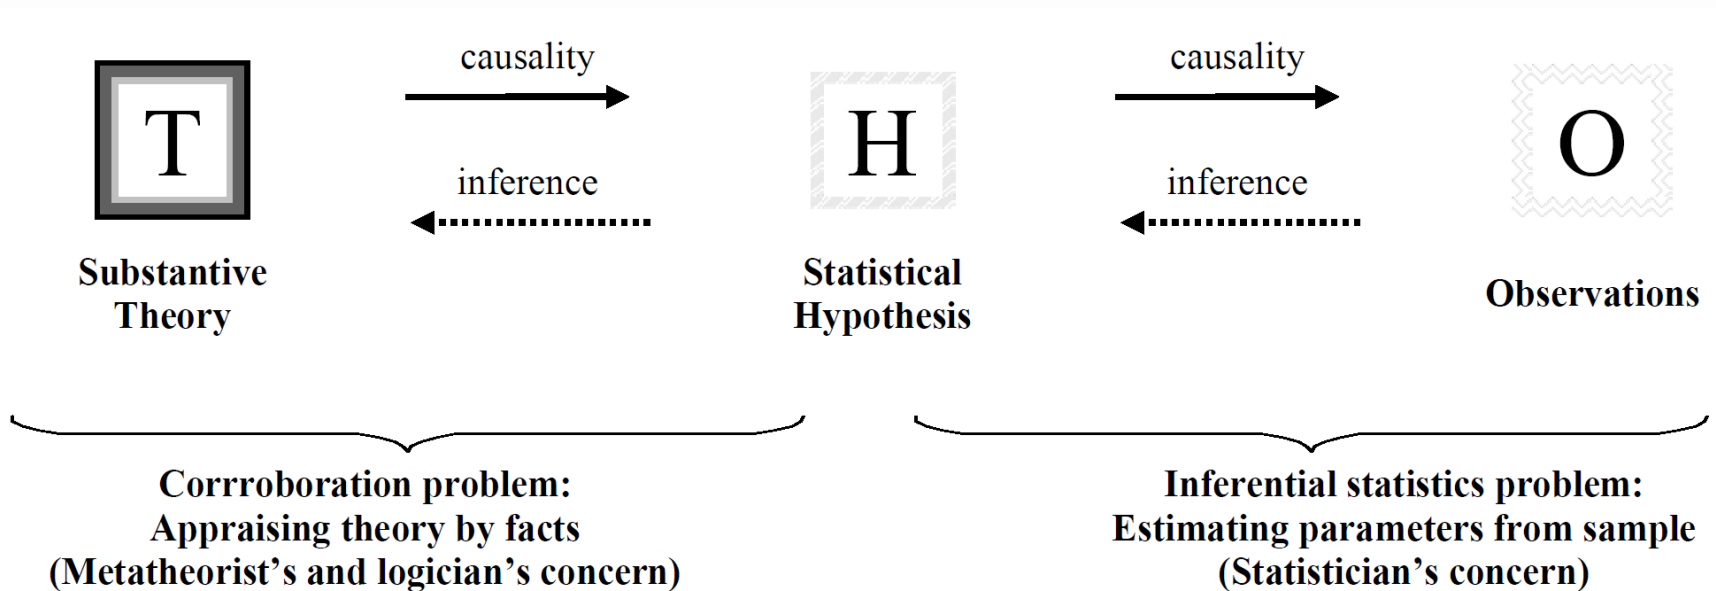 causality
causality
T
H
O
inference
inference
Substantive
Theory
Statistical
Hypothesis
Observations
Corrroboration problem:
Appraising theory by facts
(Metatheorist's and logician's concern)
Inferential statistics problem:
Estimating parameters from sample
(Statistician's concern)